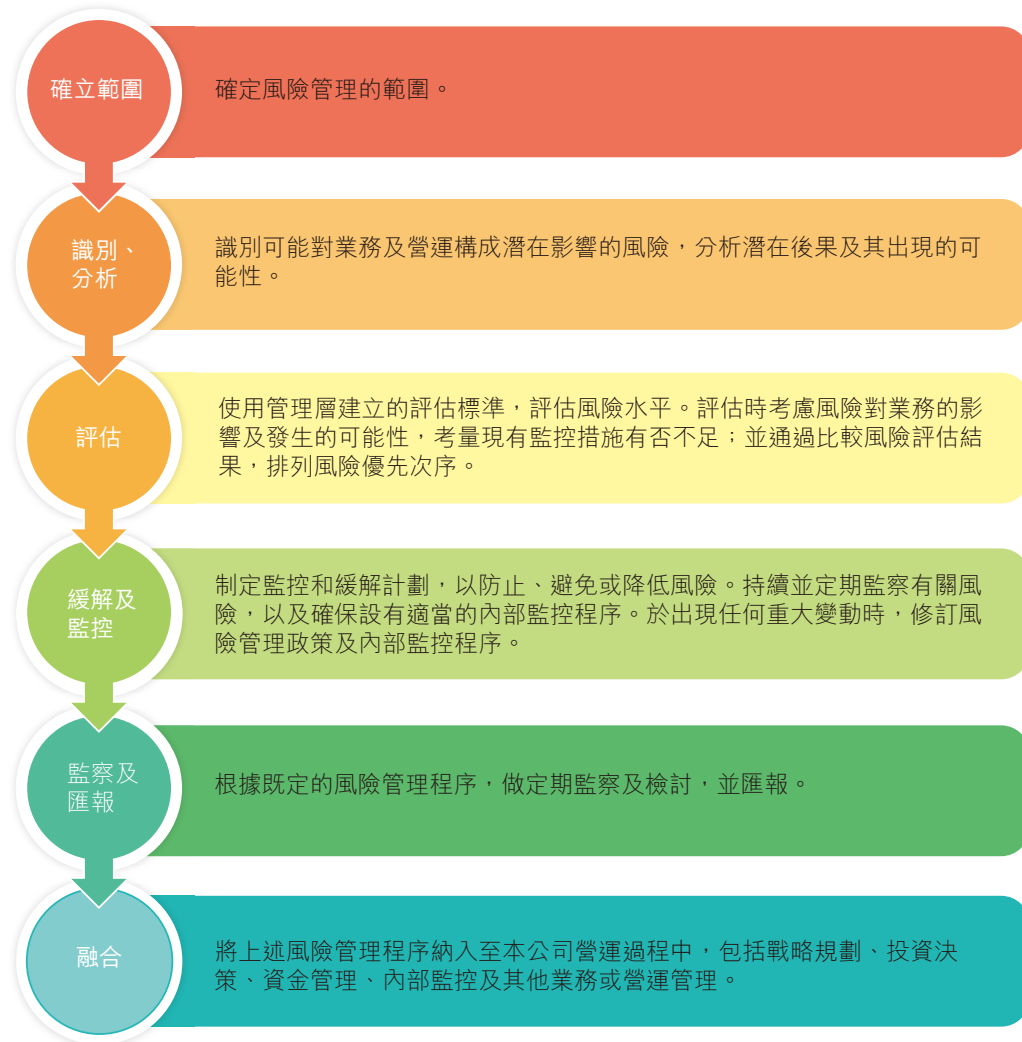 確立範圍
確定風險管理的範圍。
識別、
分析
識別可能對業務及營運構成潛在影響的風險，分析潛在後果及其出現的可
能性。
評估
使用管理層建立的評估標準，評估風險水平。評估時考慮風險對業務的影
響及發生的可能性，考量現有監控措施有否不足；並通過比較風險評估結
果，排列風險優先次序。
緩解及
監控
制定監控和緩解計劃，以防止、避免或降低風險。持續並定期監察有關風
險，以及確保設有適當的內部監控程序。於出現任何重大變動時，修訂風
險管理政策及內部監控程序。
監察及
匯報
根據既定的風險管理程序，做定期監察及檢討，並匯報。
融合
將上述風險管理程序納入至本公司營運過程中，包括戰略規劃、投資決
策、資金管理、內部監控及其他業務或營運管理。